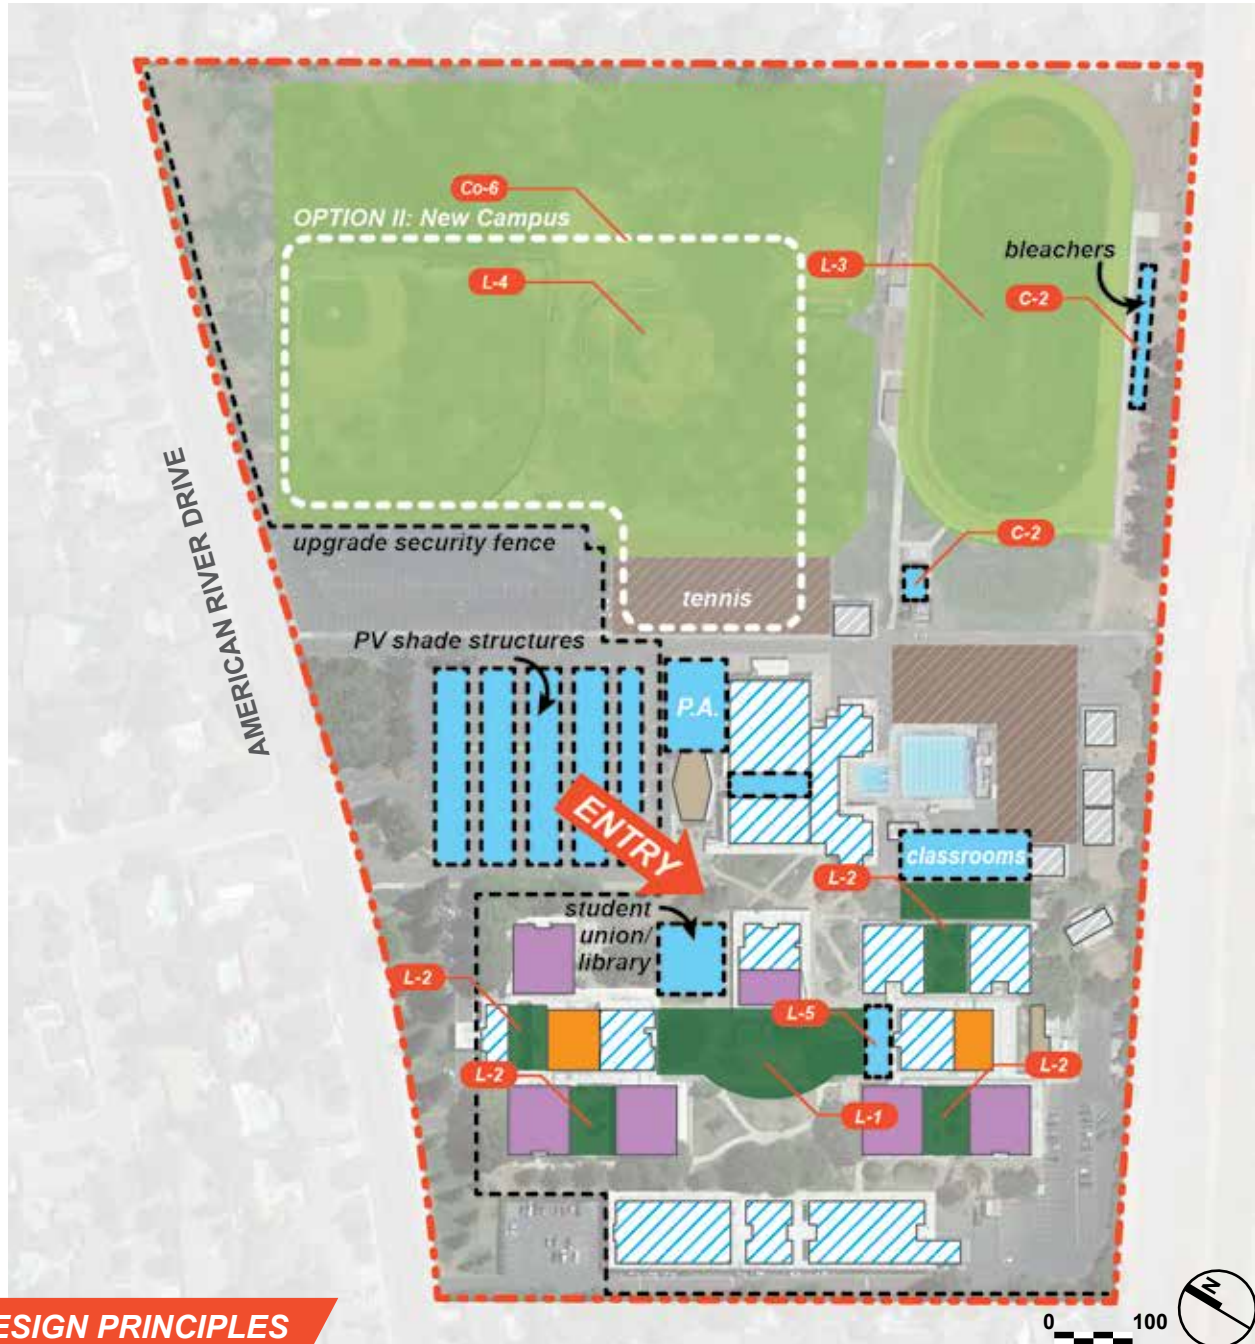 Co-6
OPTION II: New Campus
L-4
L-3
bleachers
C-2
AMERICAN RIVER DRIVE
upgrade security fence
C-2
tennis
PV shade structures
P.A.
ENTRY
classrooms
L-2
student
union/
library
L-2
L-5
L-2
L-2
L-1
ESIGN PRINCIPLES
0 100
N